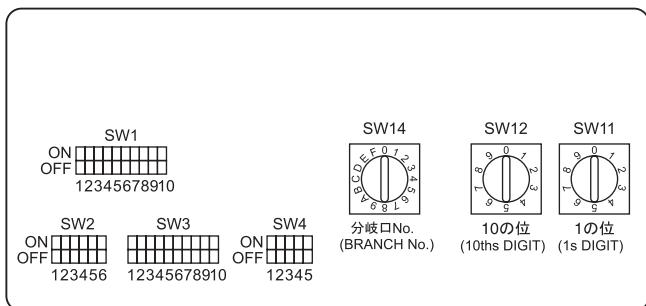 SW1
ON
OFF
12345678910
SW14
F 0 1 2 3 4 5 6 7 8 9 A B C D E
分岐口No.
(BRANCH No.)
SW12
0 1 2 3 4 5 6 7 8 9
10の位
(10ths DIGIT)
SW11
0 1 2 3 4 5 6 7 8 9
1の位
(1s DIGIT)
SW2
ON
OFF
123456
SW3
12345678910
SW4
ON
OFF
12345